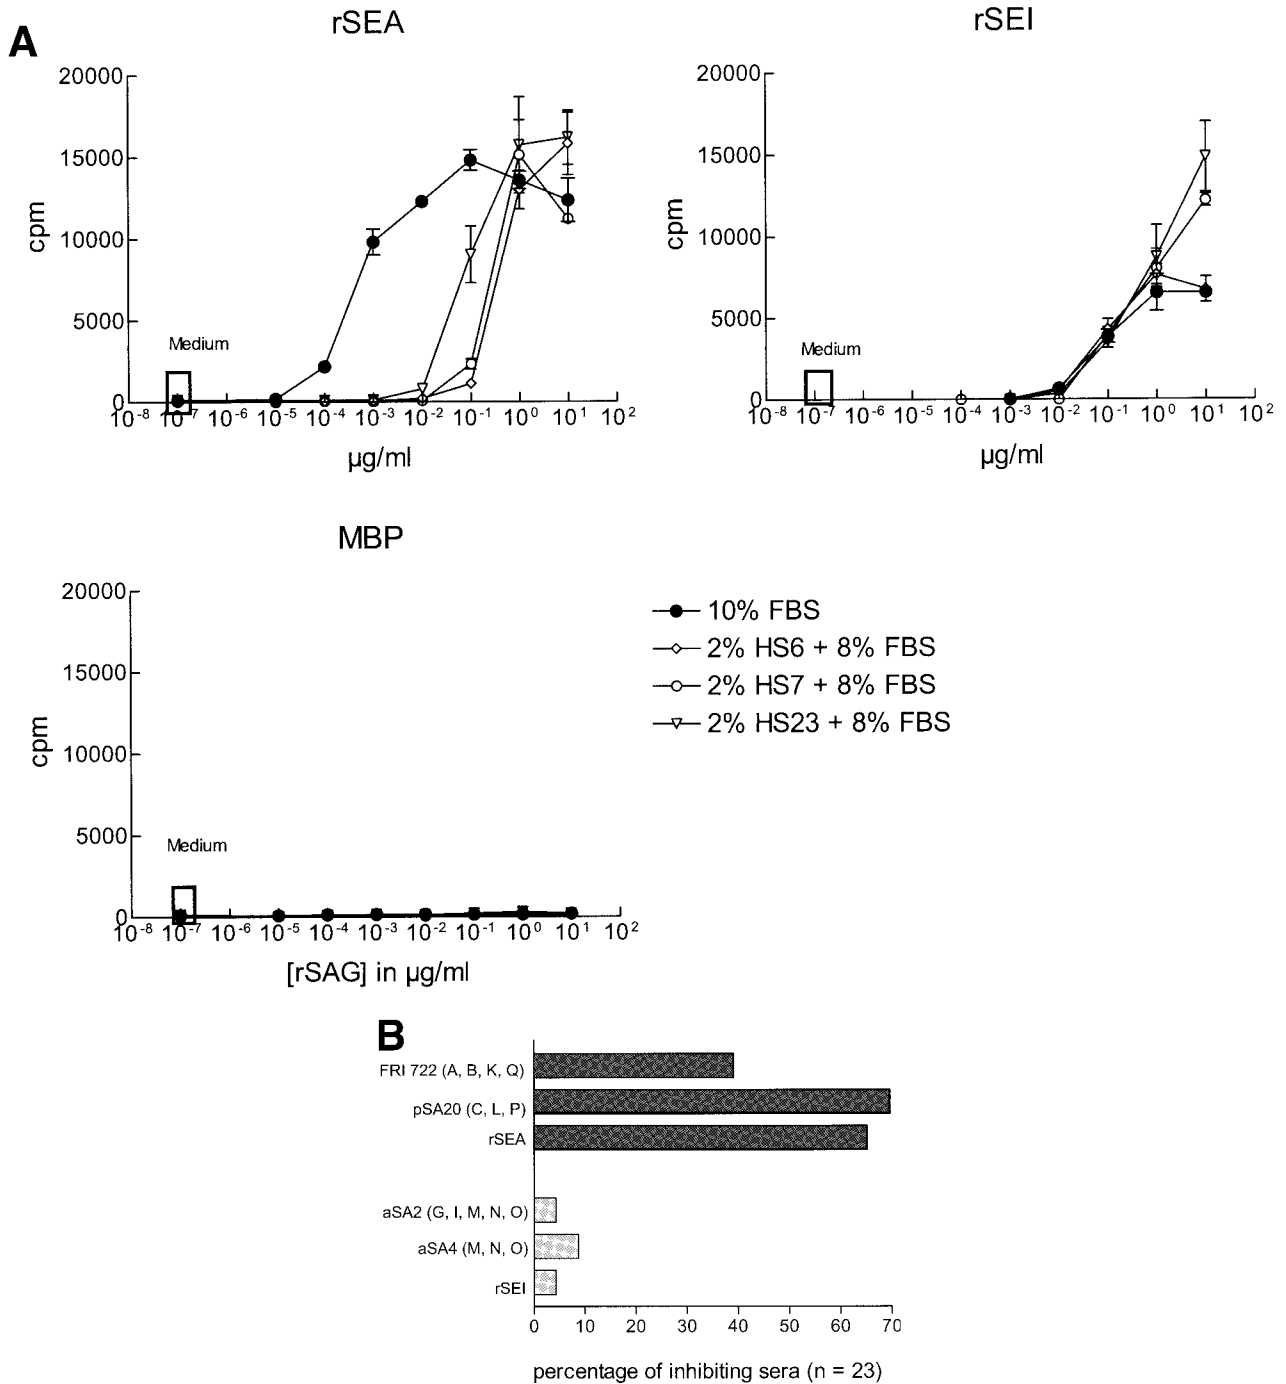 A
rSEA
20000
15000
10000
5000
0
cpm
Medium
10-8 10-7 10-6 10-5 10-4 10-3 10-2 10-1 100 101 102
µg/ml
rSEI
20000
15000
10000
5000
0
cpm
Medium
10-8 10-7 10-6 10-5 10-4 10-3 10-2 10-1 100 101 102
µg/ml
MBP
20000
15000
10000
5000
0
cpm
Medium
10-8 10-7 10-6 10-5 10-4 10-3 10-2 10-1 100 101 102
[rSAG] in µg/ml
10% FBS
2% HS6 + 8% FBS
2% HS7 + 8% FBS
2% HS23 + 8% FBS
B
FRI 722 (A, B, K, Q)
pSA20 (C, L, P)
rSEA
aSA2 (G, I, M, N, O)
aSA4 (M, N, O)
rSEI
0 10 20 30 40 50 60 70
percentage of inhibiting sera (n = 23)